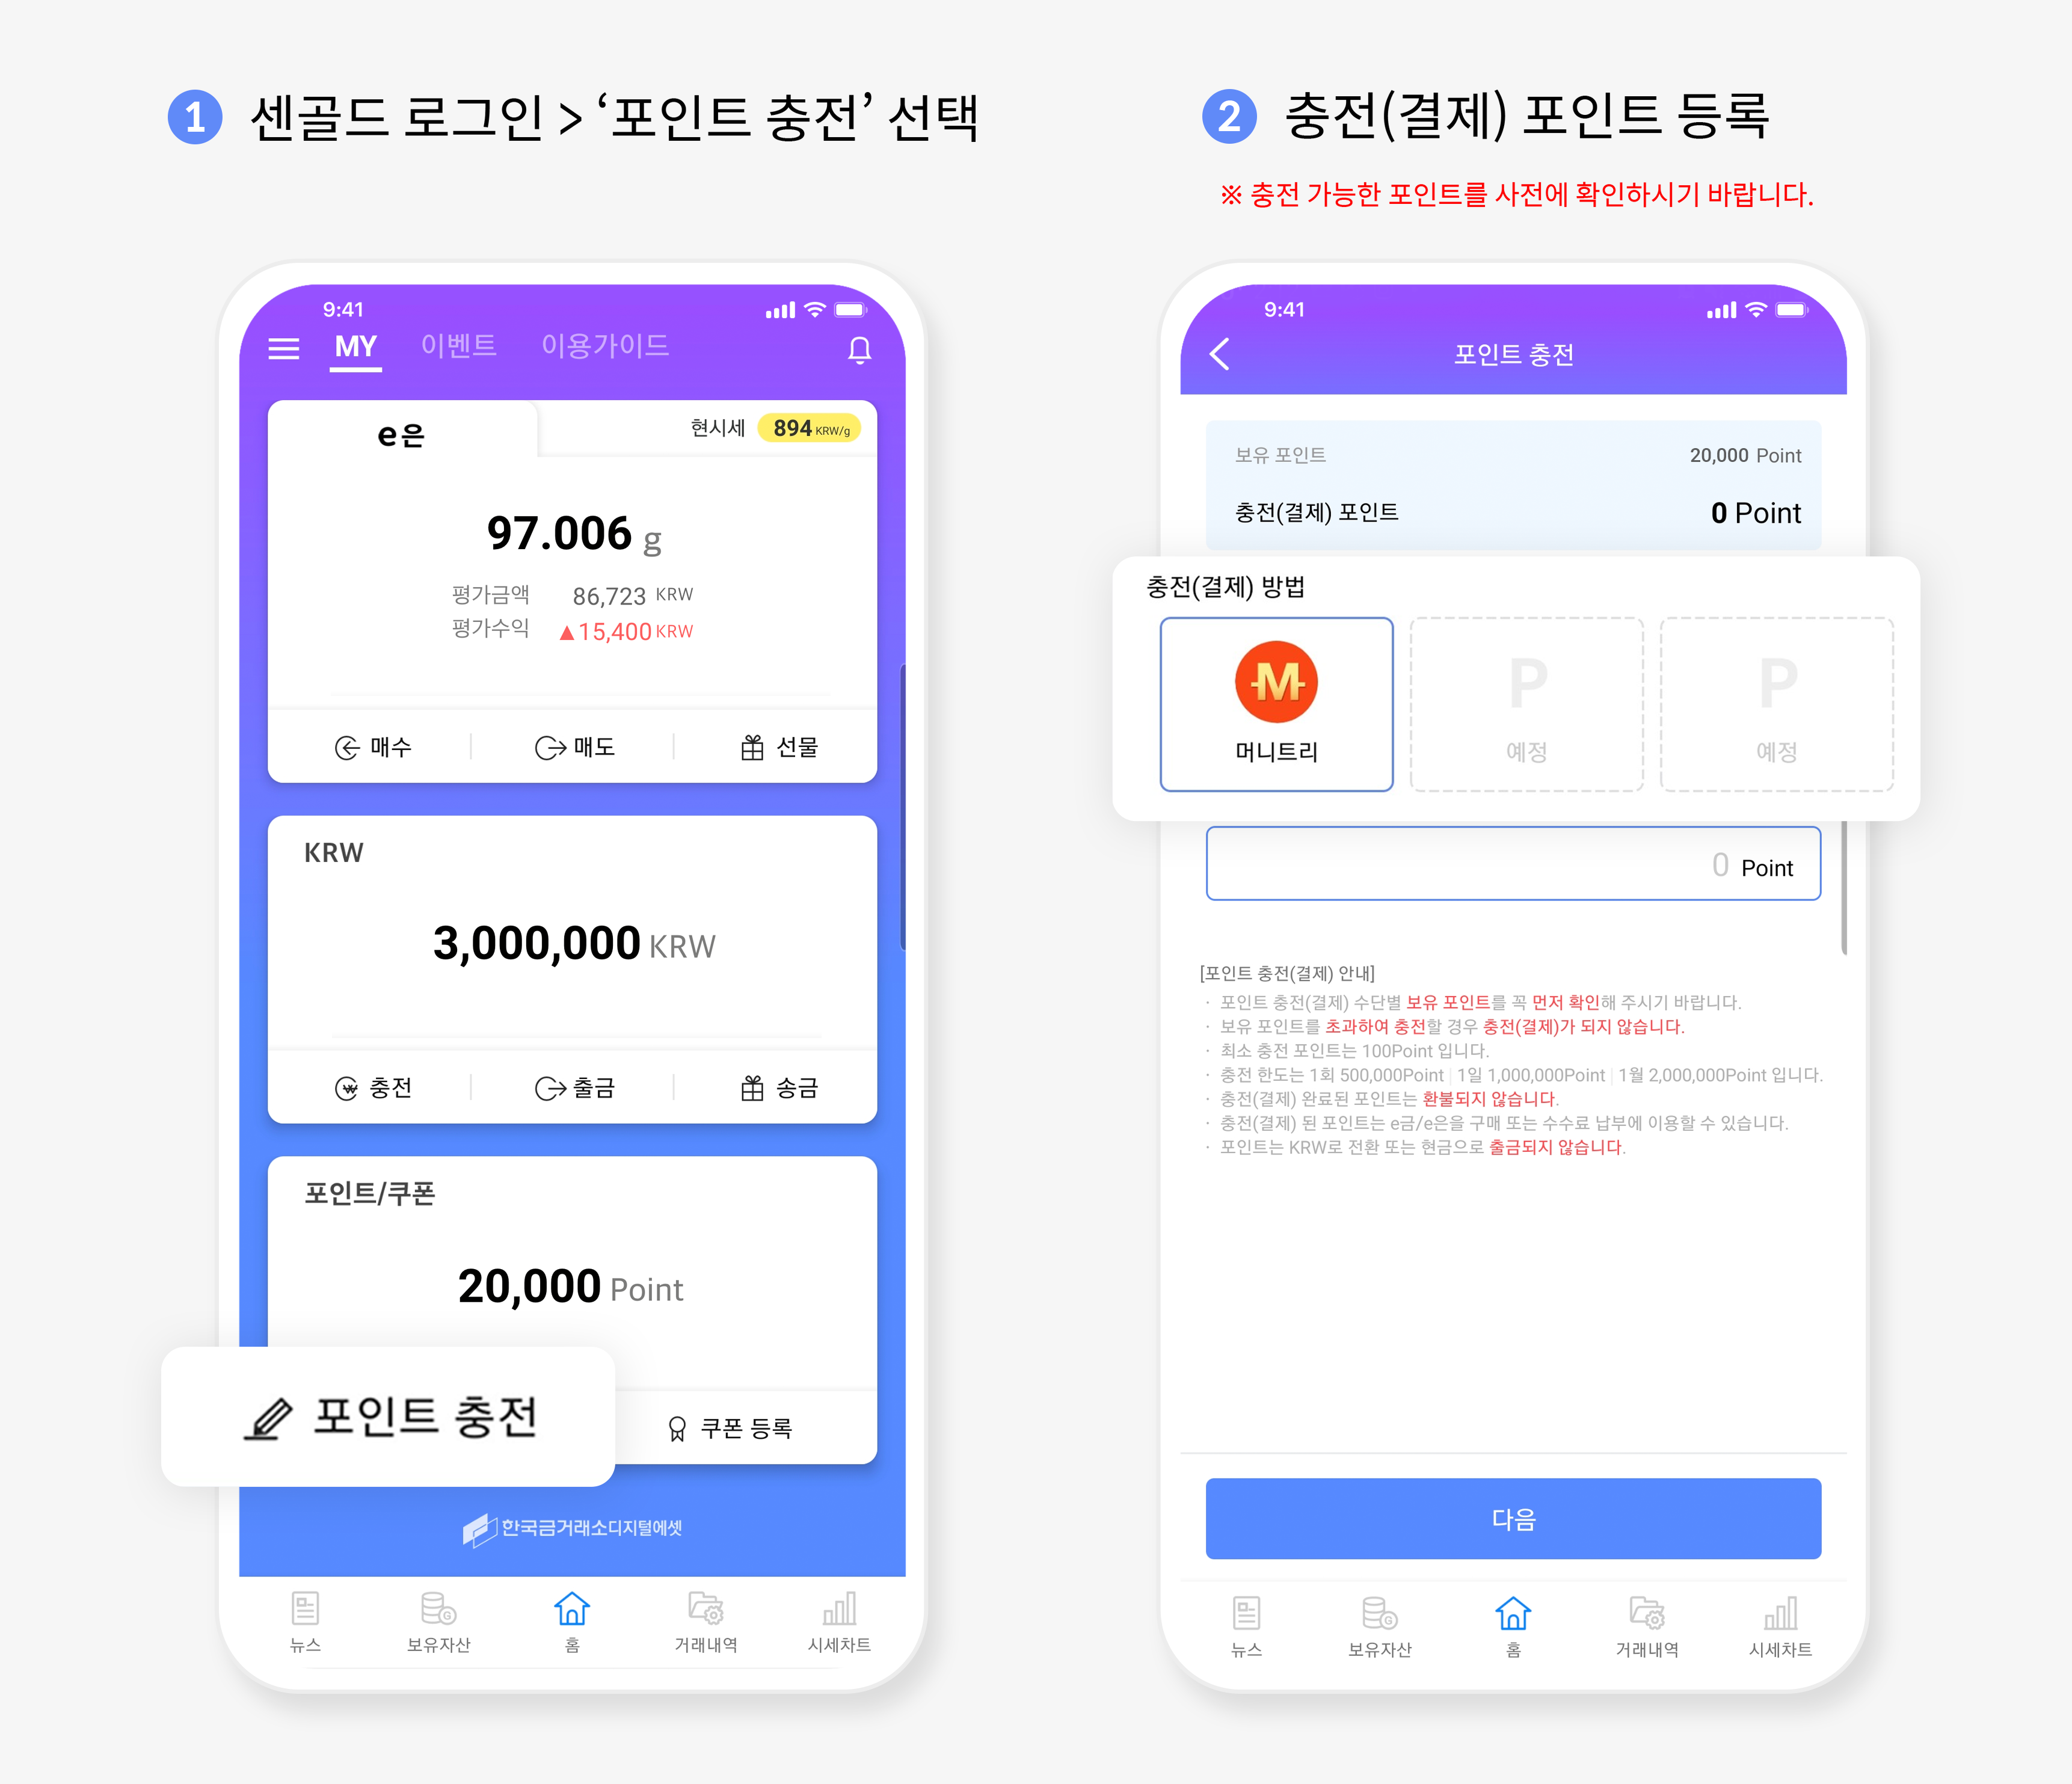 1 센골드 로그인 > ‘포인트 충전’ 선택
9:41
MY 이벤트 이용가이드
e은 현시세 894 KRW/g
97.006 g
평가금액 86,723 KRW
평가수익 ▲15,400 KRW
매수 매도 선물
KRW
3,000,000 KRW
충전 출금 송금
포인트/쿠폰
20,000 Point
포인트 충전 쿠폰 등록
한국금거래소디지털에셋
뉴스 보유자산 홈 거래내역 시세차트
2 충전(결제) 포인트 등록
※ 충전 가능한 포인트를 사전에 확인하시기 바랍니다.
9:41
포인트 충전
보유 포인트 20,000 Point
충전(결제) 포인트 0 Point
충전(결제) 방법
M P P
머니트리 예정 예정
0 Point
[포인트 충전(결제) 안내]
· 포인트 충전(결제) 수단별 보유 포인트를 꼭 먼저 확인해 주시기 바랍니다.
· 보유 포인트를 초과하여 충전할 경우 충전(결제)가 되지 않습니다.
· 최소 충전 포인트는 100Point 입니다.
· 충전 한도는 1회 500,000Point | 1일 1,000,000Point | 1월 2,000,000Point 입니다.
· 충전(결제) 완료된 포인트는 환불되지 않습니다.
· 충전(결제) 된 포인트는 e금/e은을 구매 또는 수수료 납부에 이용할 수 있습니다.
· 포인트는 KRW로 전환 또는 현금으로 출금되지 않습니다.
다음
뉴스 보유자산 홈 거래내역 시세차트